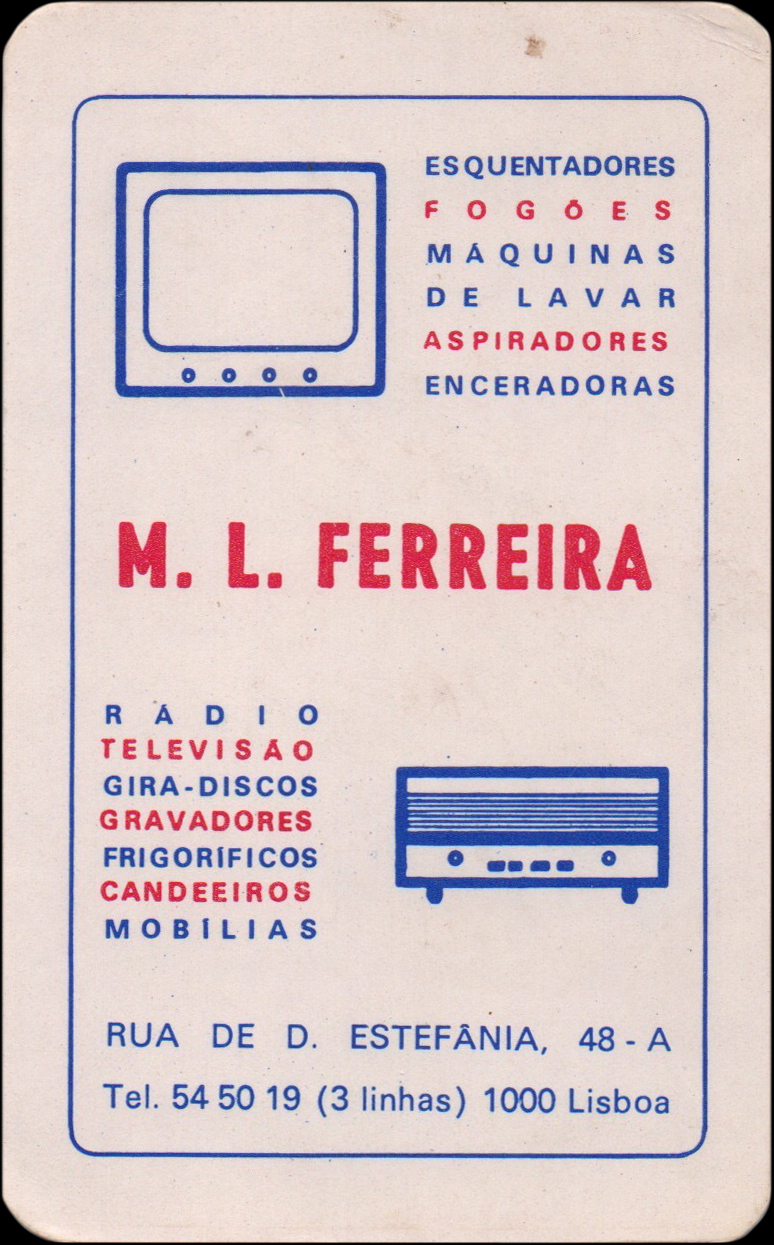 ESQUENTADORES
FOGÕES
MÁQUINAS
DE LAVAR
ASPIRADORES
ENCERADORAS
M. L. FERREIRA
RÁDIO
TELEVISÃO
GIRA-DISCOS
GRAVADORES
FRIGORÍFICOS
CANDEEIROS
MOBÍLIAS
RUA DE D. ESTEFÂNIA, 48-A
Tel. 54 50 19 (3 linhas) 1000 Lisboa